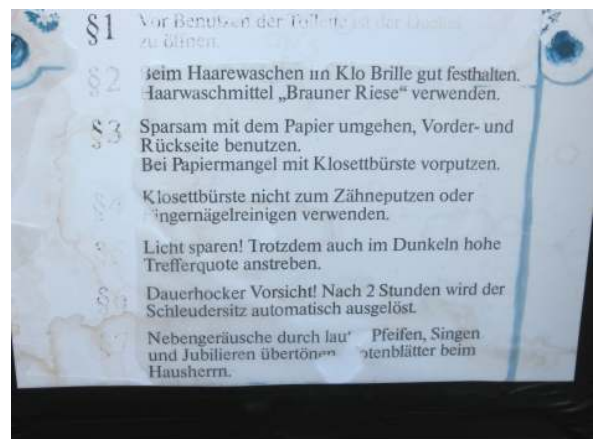 §1 Vor Benutzen der Toilette ist der Deckel
zu öffnen.
§2 Beim Haarewaschen im Klo Brille gut festhalten.
Haarwaschmittel „Brauner Riese“ verwenden.
§3 Sparsam mit dem Papier umgehen, Vorder- und
Rückseite benutzen.
Bei Papiermangel mit Klosettbürste vorputzen.
§4 Klosettbürste nicht zum Zähneputzen oder
Fingernägelreinigen verwenden.
§5 Licht sparen! Trotzdem auch im Dunkeln hohe
Trefferquote anstreben.
§6 Dauerhocker Vorsicht! Nach 2 Stunden wird der
Schleudersitz automatisch ausgelöst.
Nebengeräusche durch Pfeifen, Singen
und Jubilieren übertönen beim
Hausherrn.